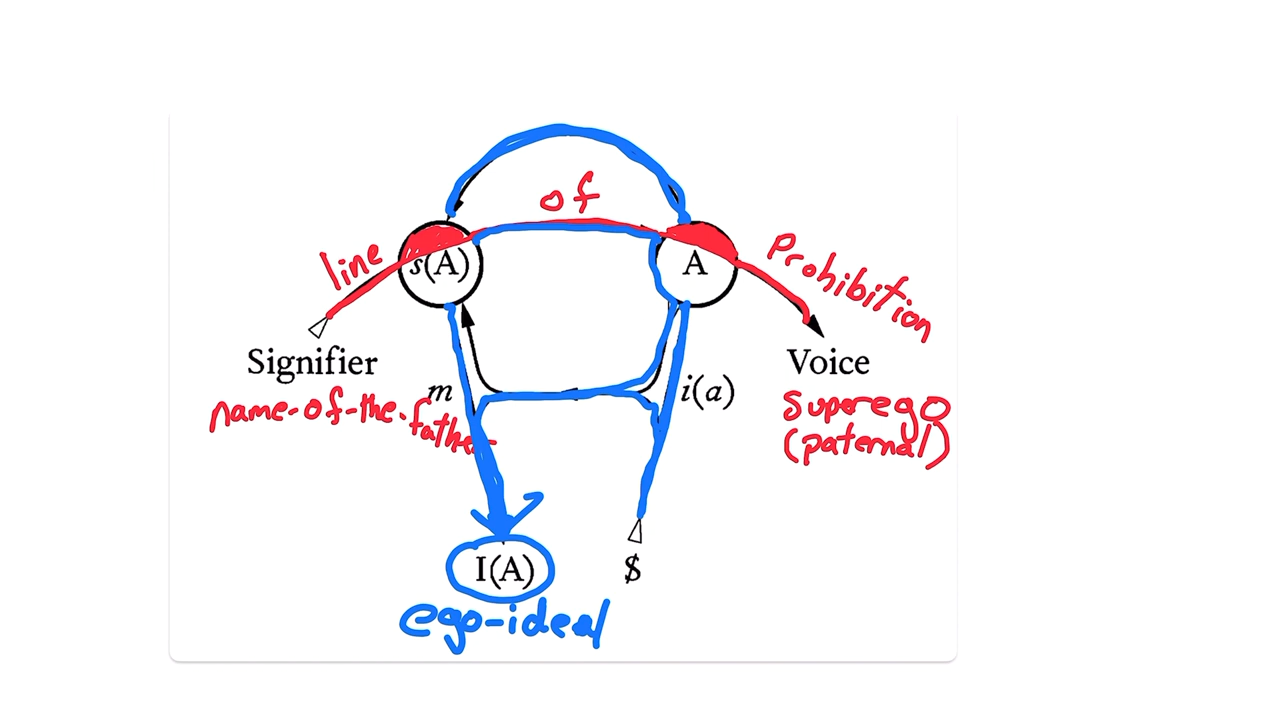 of
line
Prohibition
s(A)
A
Signifier
Voice
m
i(a)
name-of-the-father
superego
(paternal)
I(A)
$
ego-ideal